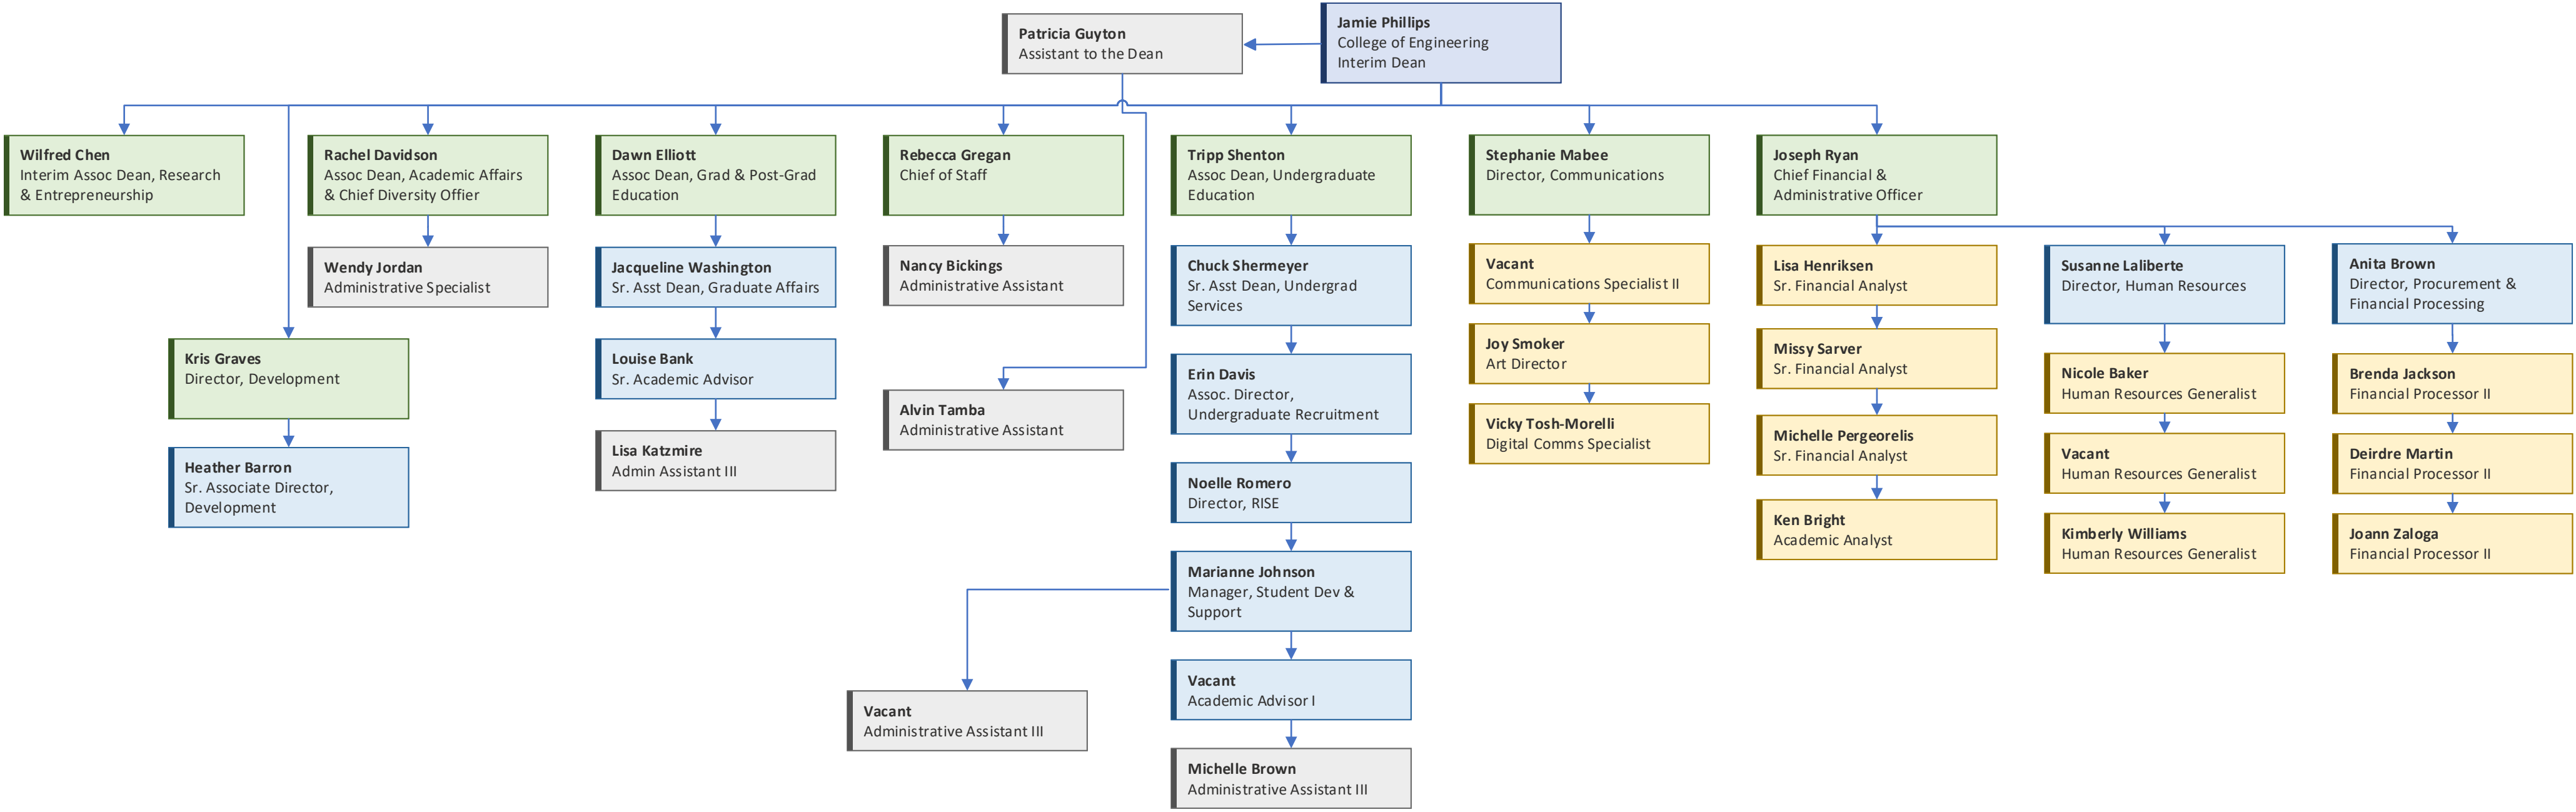 Patricia Guyton
Assistant to the Dean
Jamie Phillips
College of Engineering
Interim Dean
Wilfred Chen
Interim Assoc Dean, Research
& Entrepreneurship
Rachel Davidson
Assoc Dean, Academic Affairs
& Chief Diversity Offier
Dawn Elliott
Assoc Dean, Grad & Post-Grad
Education
Rebecca Gregan
Chief of Staff
Tripp Shenton
Assoc Dean, Undergraduate
Education
Stephanie Mabee
Director, Communications
Joseph Ryan
Chief Financial &
Administrative Officer
Wendy Jordan
Administrative Specialist
Jacqueline Washington
Sr. Asst Dean, Graduate Affairs
Nancy Bickings
Administrative Assistant
Chuck Shermeyer
Sr. Asst Dean, Undergrad
Services
Vacant
Communications Specialist II
Lisa Henriksen
Sr. Financial Analyst
Susanne Laliberte
Director, Human Resources
Anita Brown
Director, Procurement &
Financial Processing
Kris Graves
Director, Development
Louise Bank
Sr. Academic Advisor
Alvin Tamba
Administrative Assistant
Erin Davis
Assoc. Director,
Undergraduate Recruitment
Joy Smoker
Art Director
Missy Sarver
Sr. Financial Analyst
Nicole Baker
Human Resources Generalist
Brenda Jackson
Financial Processor II
Heather Barron
Sr. Associate Director,
Development
Lisa Katzmire
Admin Assistant III
Noelle Romero
Director, RISE
Vicky Tosh-Morelli
Digital Comms Specialist
Michelle Pergeorelis
Sr. Financial Analyst
Vacant
Human Resources Generalist
Deirdre Martin
Financial Processor II
Ken Bright
Academic Analyst
Kimberly Williams
Human Resources Generalist
Joann Zaloga
Financial Processor II
Marianne Johnson
Manager, Student Dev &
Support
Vacant
Administrative Assistant III
Vacant
Academic Advisor I
Michelle Brown
Administrative Assistant III